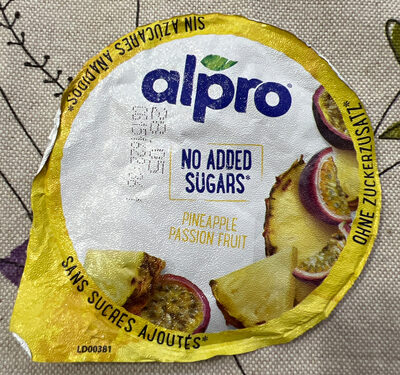 SIN AZÚCARES AÑADIDOS*
alpro®
NO ADDED
SUGARS*
PINEAPPLE
PASSION FRUIT
OHNE ZUCKERZUSATZ*
SANS SUCRES AJOUTÉS*
LD00381